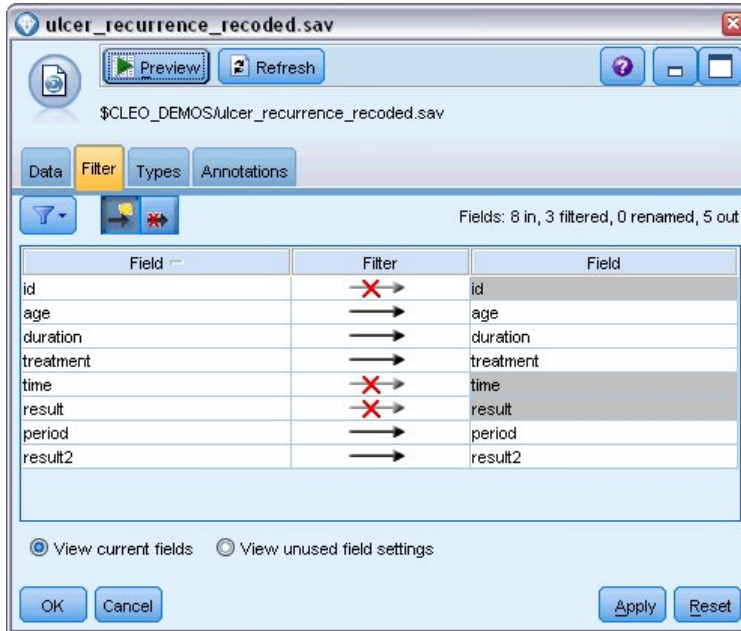 ulcer_recurrence_recoded.sav
Preview Refresh
$CLEO_DEMOS/ulcer_recurrence_recoded.sav
Data Filter Types Annotations
Fields: 8 in, 3 filtered, 0 renamed, 5 out
Field Filter Field
id id
age age
duration duration
treatment treatment
time time
result result
period period
result2 result2
View current fields View unused field settings
OK Cancel Apply Reset